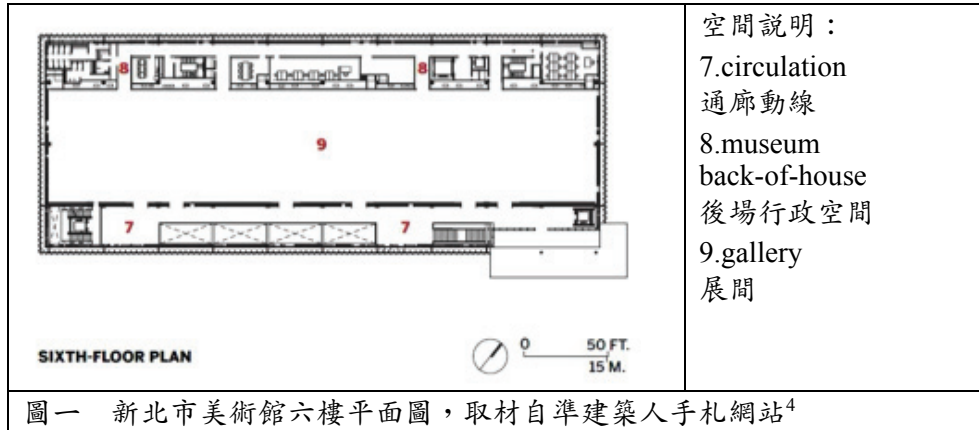 8
8
9
7
7
SIXTH-FLOOR PLAN
0
50 FT.
15 M.
空間說明：
7.circulation
通廊動線
8.museum
back-of-house
後場行政空間
9.gallery
展間
圖一 新北市美術館六樓平面圖，取材自準建築人手札網站4